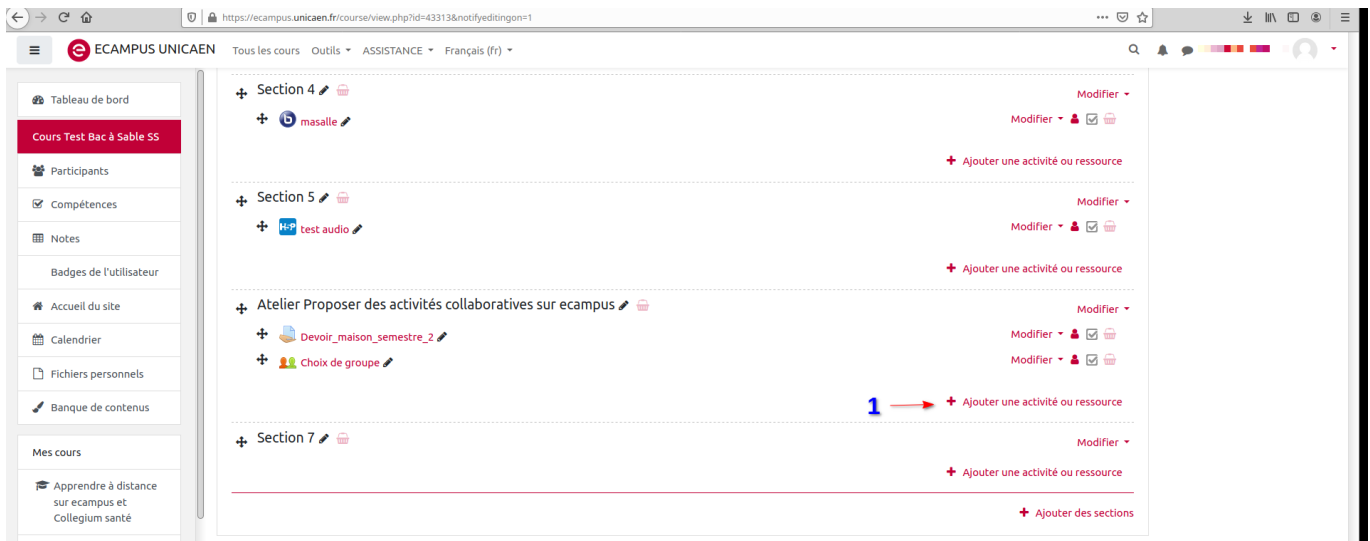 https://ecampus.unicaen.fr/course/view.php?id=43313&notifyeditingon=1
ECAMPUS UNICAEN Tous les cours Outils ASSISTANCE Français (fr)
Tableau de bord
Cours Test Bac à Sable SS
Participants
Compétences
Notes
Badges de l'utilisateur
Accueil du site
Calendrier
Fichiers personnels
Banque de contenus
Mes cours
Apprendre à distance
sur ecampus et
Collegium santé
Section 4 Modifier
masalle Modifier
Ajouter une activité ou ressource
Section 5 Modifier
H-P test audio Modifier
Ajouter une activité ou ressource
Atelier Proposer des activités collaboratives sur ecampus Modifier
Devoir_maison_semestre_2 Modifier
Choix de groupe Modifier
1 Ajouter une activité ou ressource
Section 7 Modifier
Ajouter une activité ou ressource
Ajouter des sections